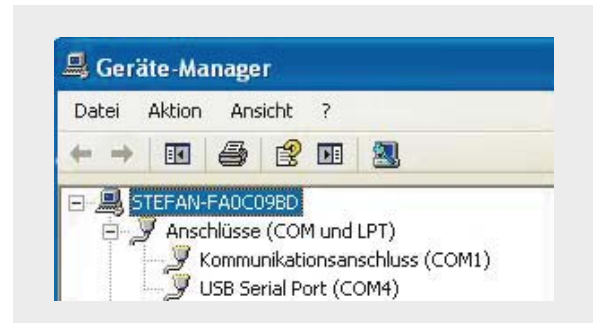 Geräte-Manager
Datei Aktion Ansicht ?
STEFAN-FA0C09BD
Anschlüsse (COM und LPT)
Kommunikationsanschluss (COM1)
USB Serial Port (COM4)